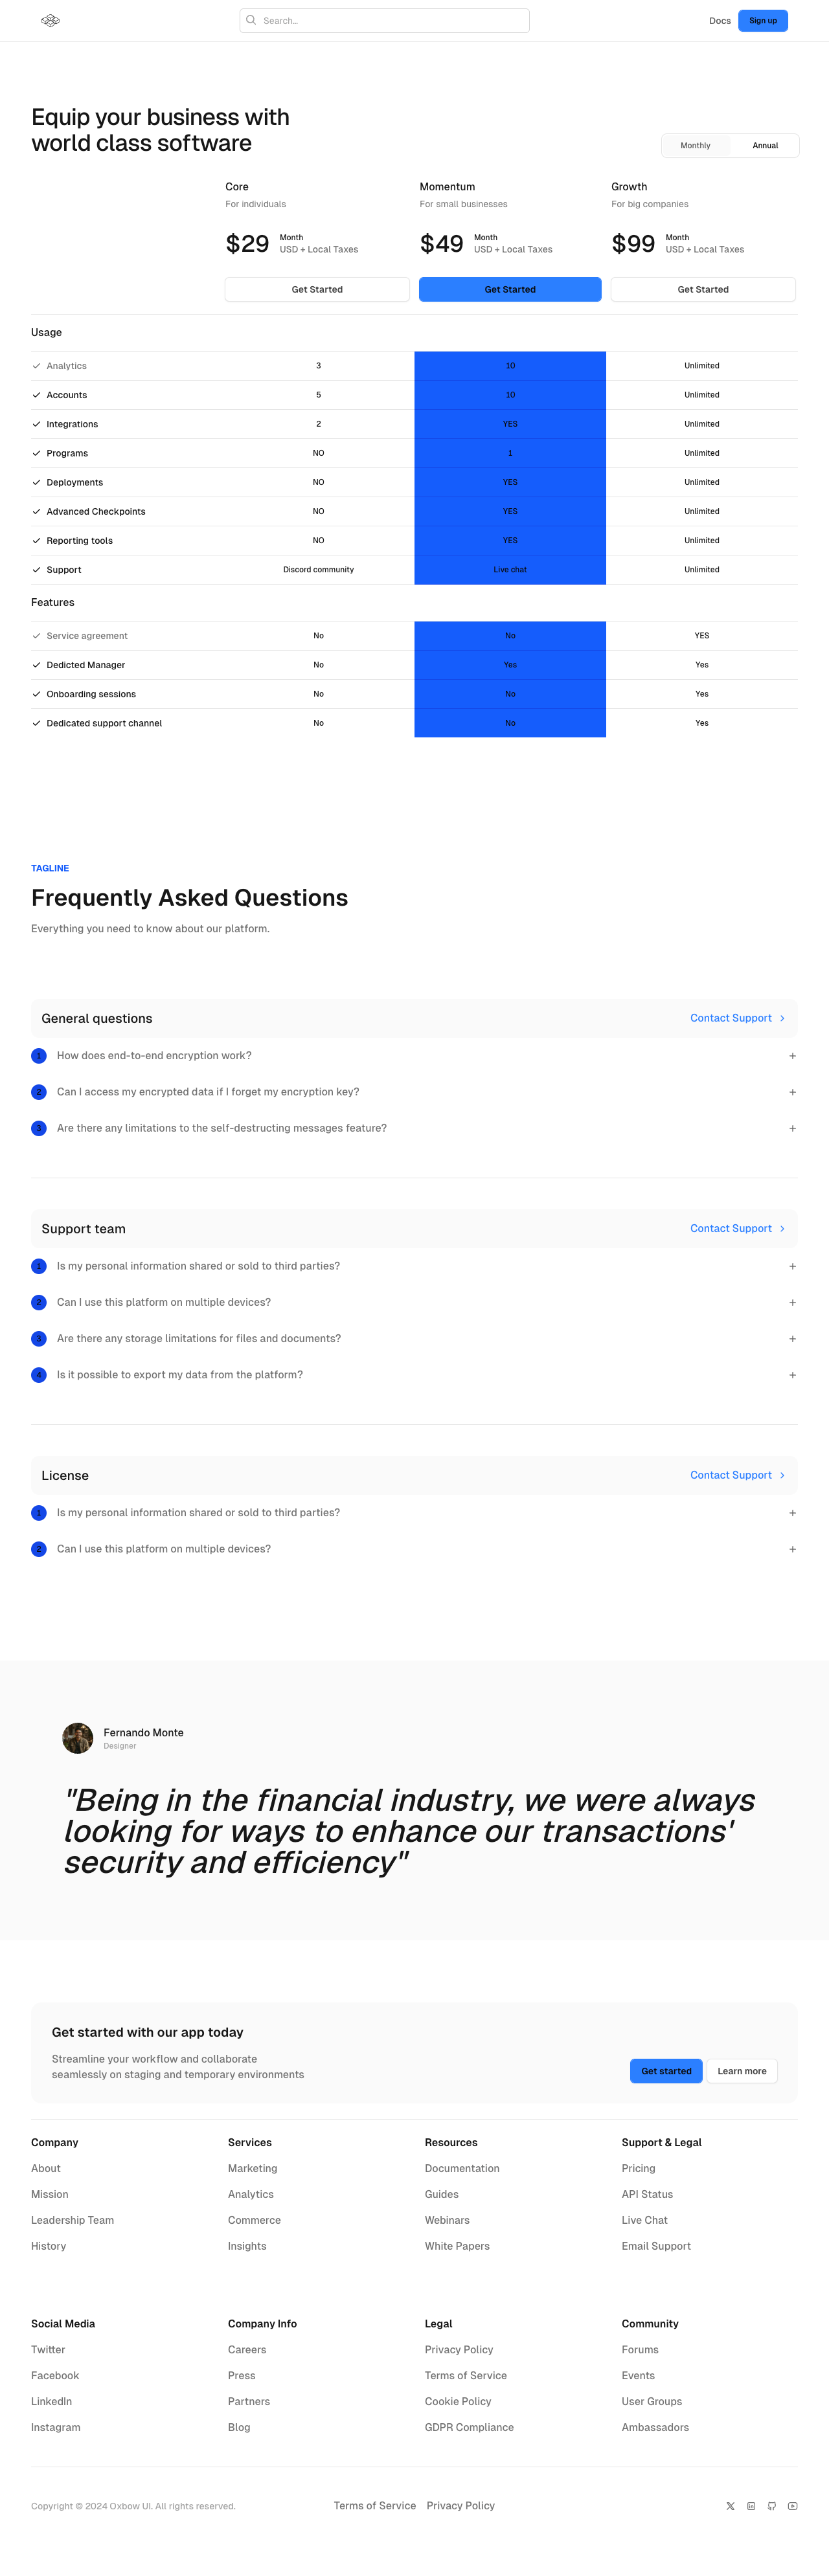 Search...
Docs
Sign up
Equip your business with
world class software
Monthly
Annual
Core
For individuals
$29
Month
USD + Local Taxes
Get Started
Momentum
For small businesses
$49
Month
USD + Local Taxes
Get Started
Growth
For big companies
$99
Month
USD + Local Taxes
Get Started
Usage
Analytics 3 10 Unlimited
Accounts 5 10 Unlimited
Integrations 2 YES Unlimited
Programs NO 1 Unlimited
Deployments NO YES Unlimited
Advanced Checkpoints NO YES Unlimited
Reporting tools NO YES Unlimited
Support Discord community Live chat Unlimited
Features
Service agreement No No YES
Dedicted Manager No Yes Yes
Onboarding sessions No No Yes
Dedicated support channel No No Yes
TAGLINE
Frequently Asked Questions
Everything you need to know about our platform.
General questions
Contact Support
1 How does end-to-end encryption work?
2 Can I access my encrypted data if I forget my encryption key?
3 Are there any limitations to the self-destructing messages feature?
Support team
Contact Support
1 Is my personal information shared or sold to third parties?
2 Can I use this platform on multiple devices?
3 Are there any storage limitations for files and documents?
4 Is it possible to export my data from the platform?
License
Contact Support
1 Is my personal information shared or sold to third parties?
2 Can I use this platform on multiple devices?
Fernando Monte
Designer
"Being in the financial industry, we were always
looking for ways to enhance our transactions'
security and efficiency"
Get started with our app today
Streamline your workflow and collaborate
seamlessly on staging and temporary environments
Get started
Learn more
Company
About
Mission
Leadership Team
History
Services
Marketing
Analytics
Commerce
Insights
Resources
Documentation
Guides
Webinars
White Papers
Support & Legal
Pricing
API Status
Live Chat
Email Support
Social Media
Twitter
Facebook
LinkedIn
Instagram
Company Info
Careers
Press
Partners
Blog
Legal
Privacy Policy
Terms of Service
Cookie Policy
GDPR Compliance
Community
Forums
Events
User Groups
Ambassadors
Copyright © 2024 Oxbow UI. All rights reserved.
Terms of Service
Privacy Policy